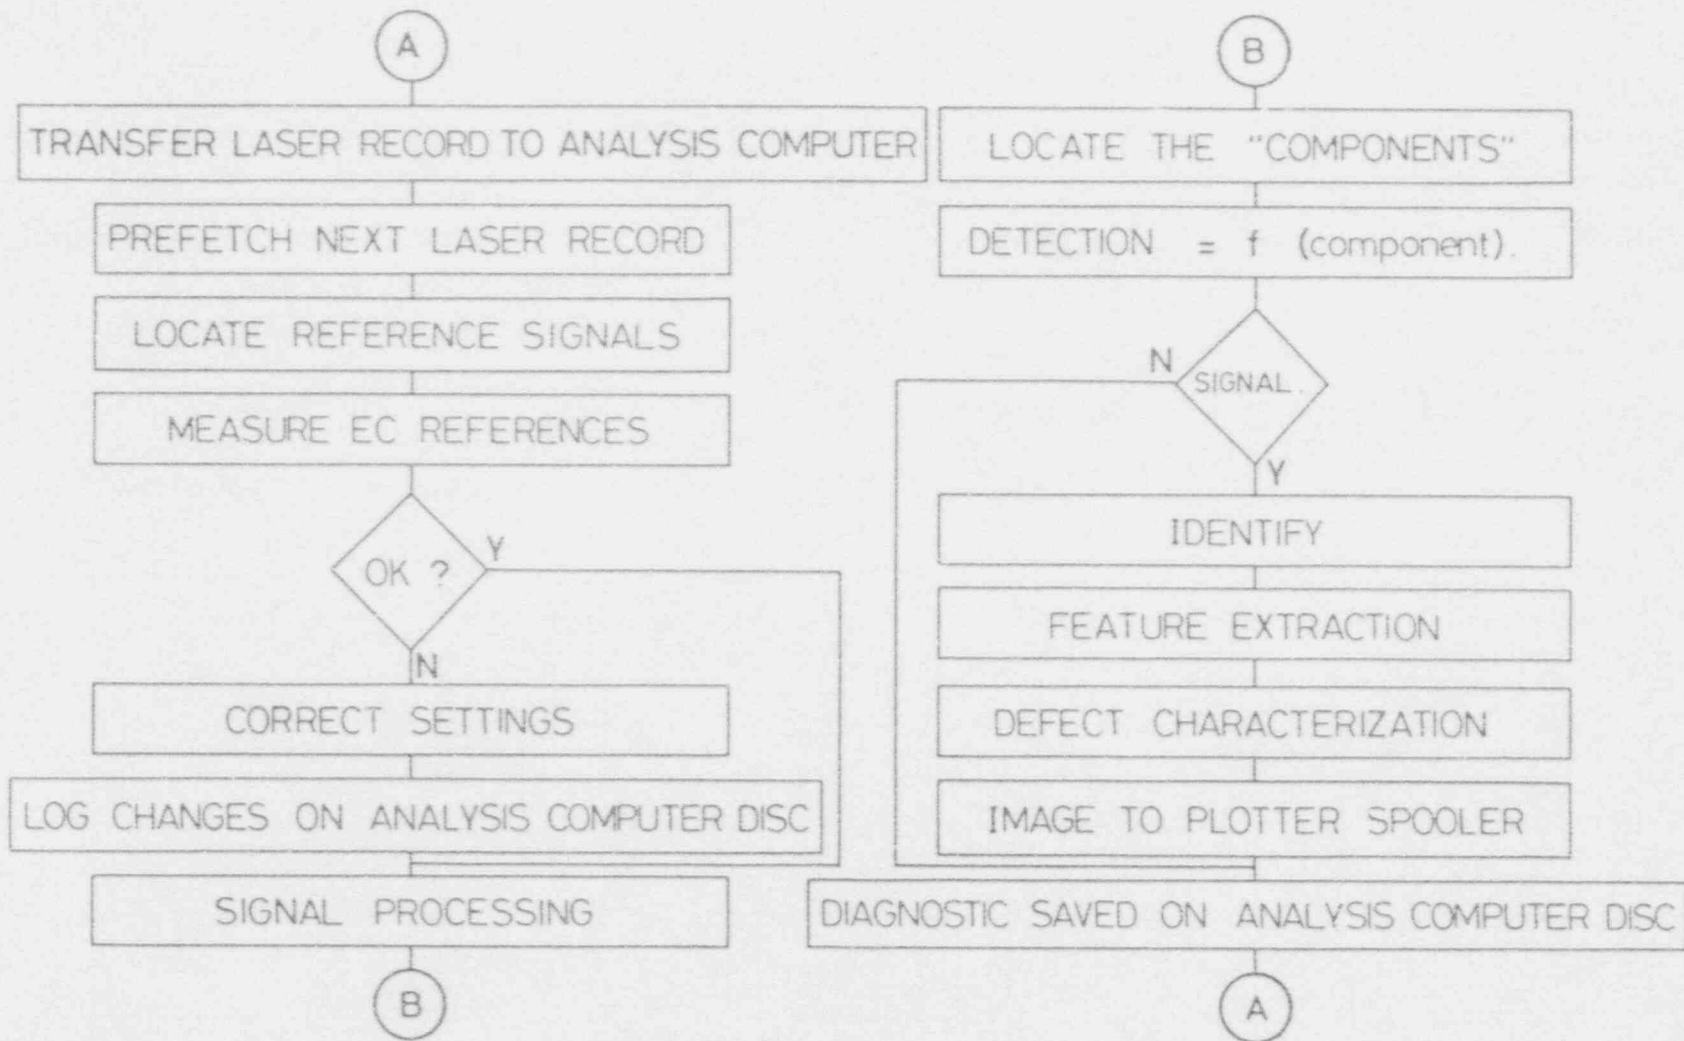 A
TRANSFER LASER RECORD TO ANALYSIS COMPUTER
PREFETCH NEXT LASER RECORD
LOCATE REFERENCE SIGNALS
MEASURE EC REFERENCES
OK ?
Y
N
CORRECT SETTINGS
LOG CHANGES ON ANALYSIS COMPUTER DISC
SIGNAL PROCESSING
B
B
LOCATE THE "COMPONENTS"
DETECTION = f (component).
N
SIGNAL.
Y
IDENTIFY
FEATURE EXTRACTION
DEFECT CHARACTERIZATION
IMAGE TO PLOTTER SPOOLER
DIAGNOSTIC SAVED ON ANALYSIS COMPUTER DISC
A